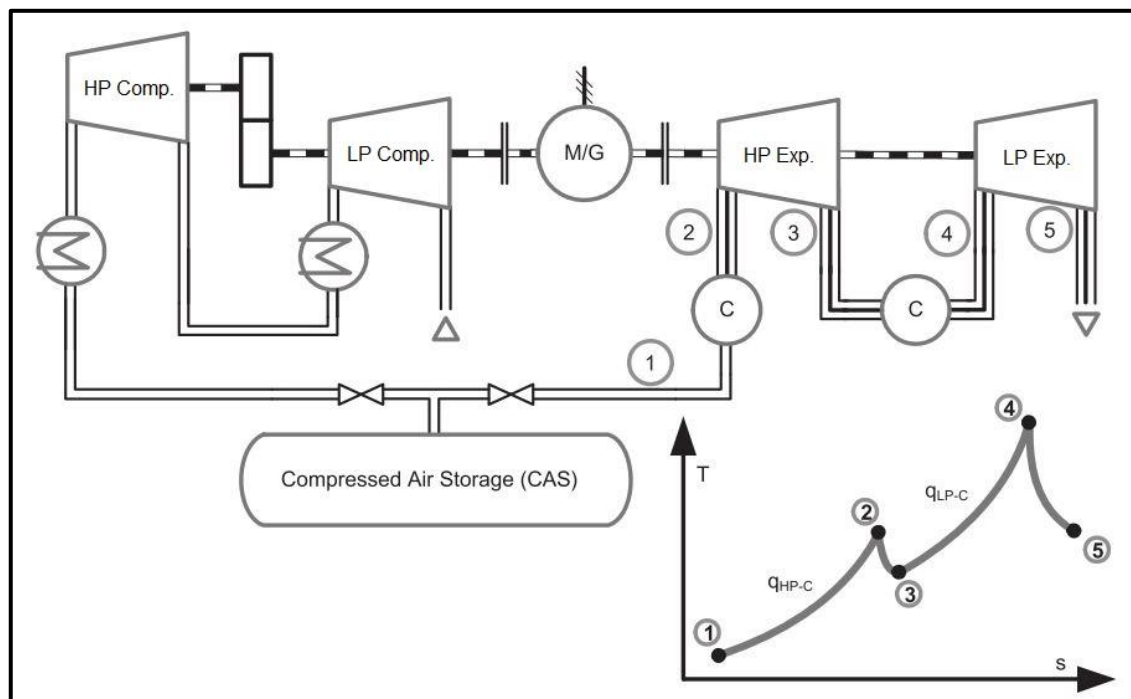 HP Comp.
LP Comp.
M/G
HP Exp.
LP Exp.
2
3
4
5
C
C
1
Compressed Air Storage (CAS)
T
4
qLP-C
2
5
qHP-C
3
1
s